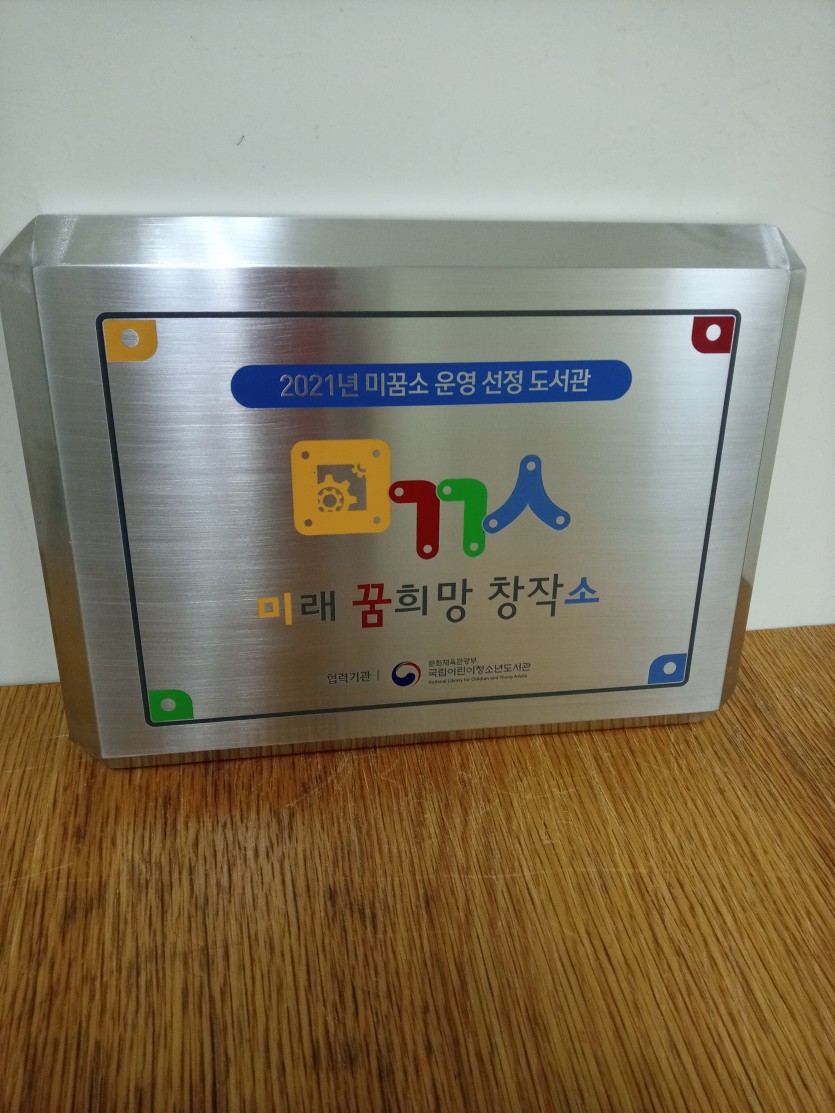 2021년 미꿈소 운영 선정 도서관
ㅁㄲㅅ
미래 꿈희망 창작소
협력기관 |
문화체육관광부
국립어린이청소년도서관
National Library for Children and Young Adults